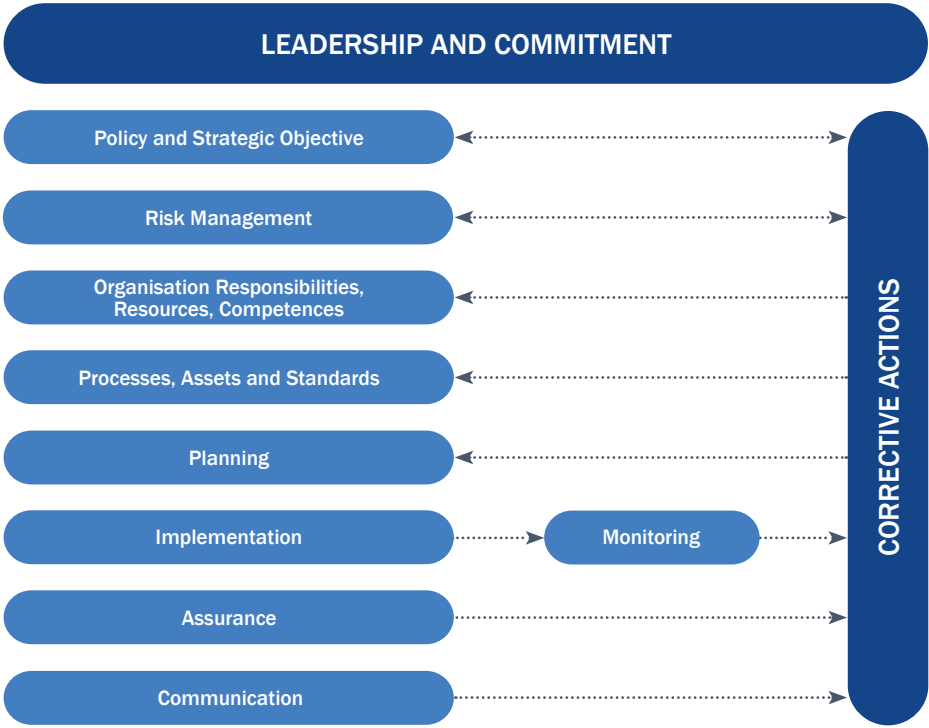 LEADERSHIP AND COMMITMENT
Policy and Strategic Objective
Risk Management
Organisation Responsibilities,
Resources, Competences
Processes, Assets and Standards
Planning
Implementation
Monitoring
Assurance
Communication
CORRECTIVE ACTIONS